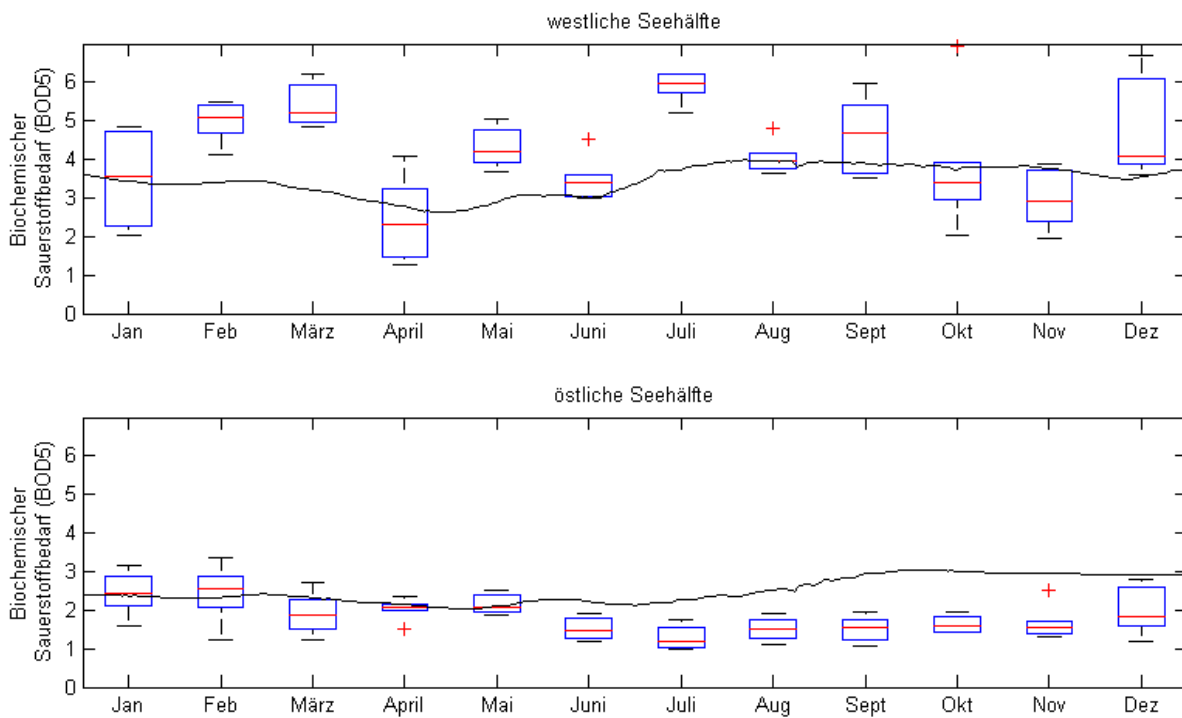 westliche Seehälfte
Biochemischer
Sauerstoffbedarf (BOD5)
6
5
4
3
2
1
0
Jan Feb März April Mai Juni Juli Aug Sept Okt Nov Dez
östliche Seehälfte
Biochemischer
Sauerstoffbedarf (BOD5)
6
5
4
3
2
1
0
Jan Feb März April Mai Juni Juli Aug Sept Okt Nov Dez